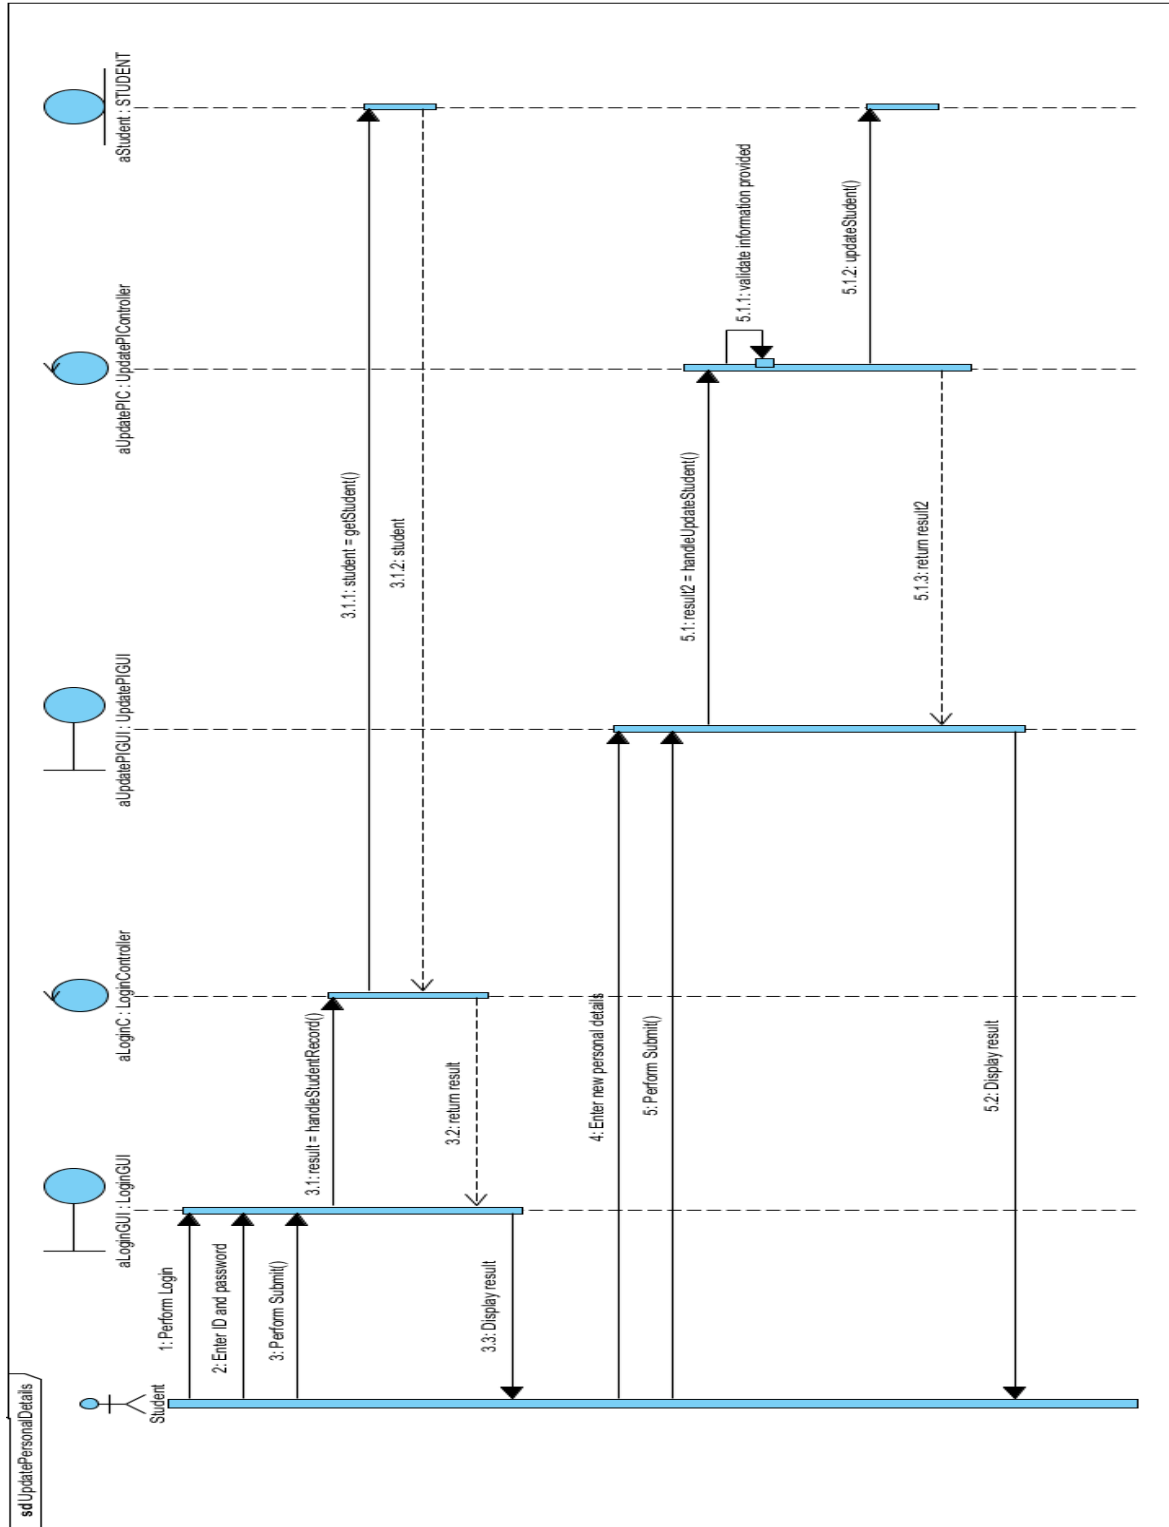 sd UpdatePersonalDetails
Student
aLoginGUI : LoginGUI
aLoginC : LoginController
aUpdatePIGUI : UpdatePIGUI
aUpdatePIC : UpdatePIController
aStudent : STUDENT
1: Perform Login
2: Enter ID and password
3: Perform Submit()
3.1: result = handleStudentRecord()
3.1.1: student = getStudent()
3.1.2: student
3.2: return result
3.3: Display result
4: Enter new personal details
5: Perform Submit()
5.1: result2 = handleUpdateStudent()
5.1.1: validate information provided
5.1.2: updateStudent()
5.1.3: return result2
5.2: Display result